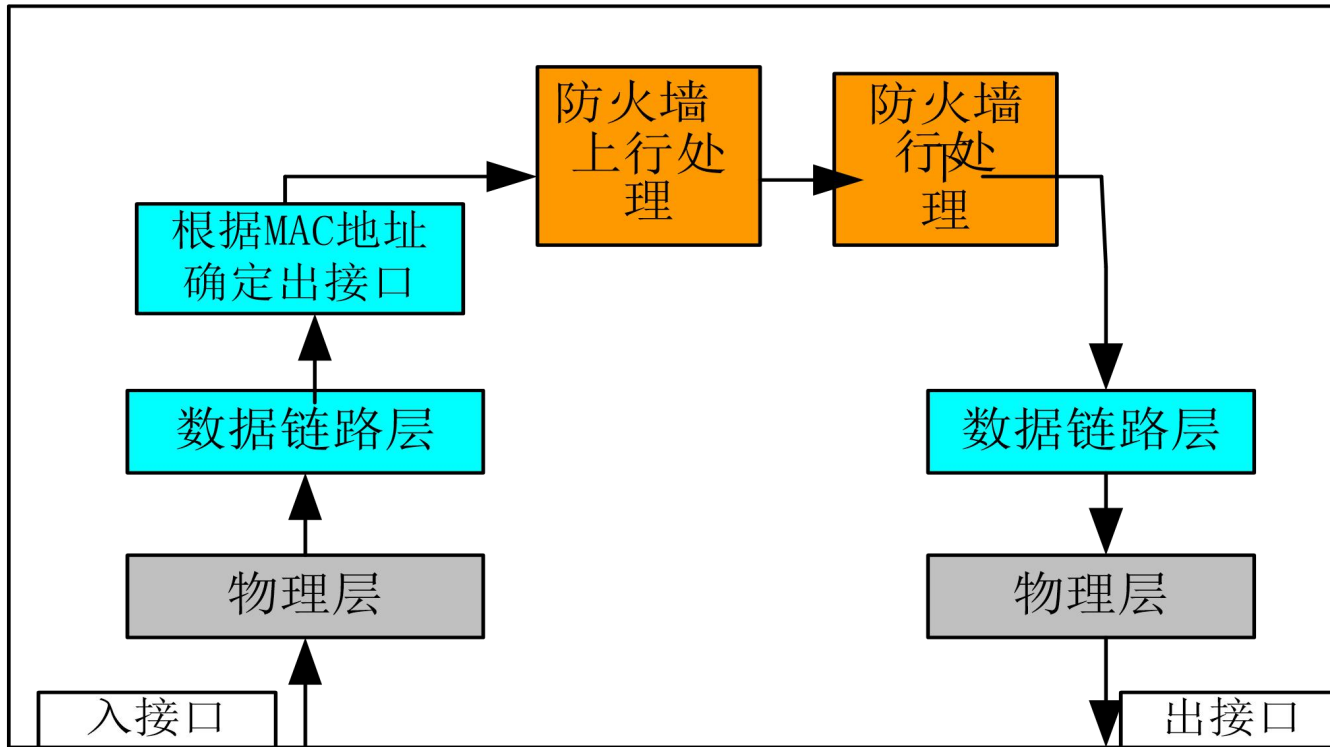 防火墙
上行处
理
防火墙
下行处
理
根据MAC地址
确定出接口
数据链路层
数据链路层
物理层
物理层
入接口
出接口